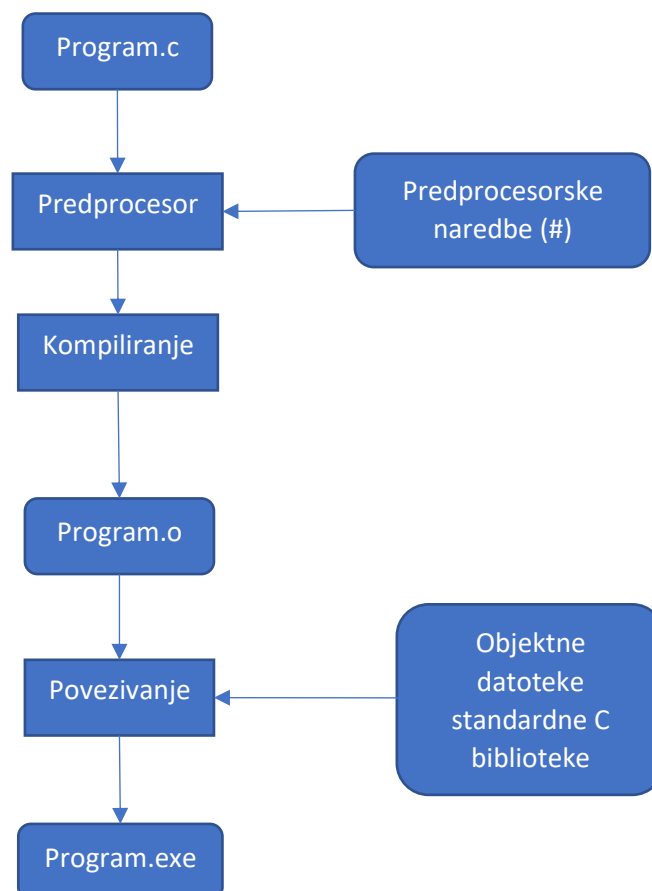 Program.c
Predprocesor
Predprocesorske
naredbe (#)
Kompiliranje
Program.o
Povezivanje
Objektne
datoteke
standardne C
biblioteke
Program.exe